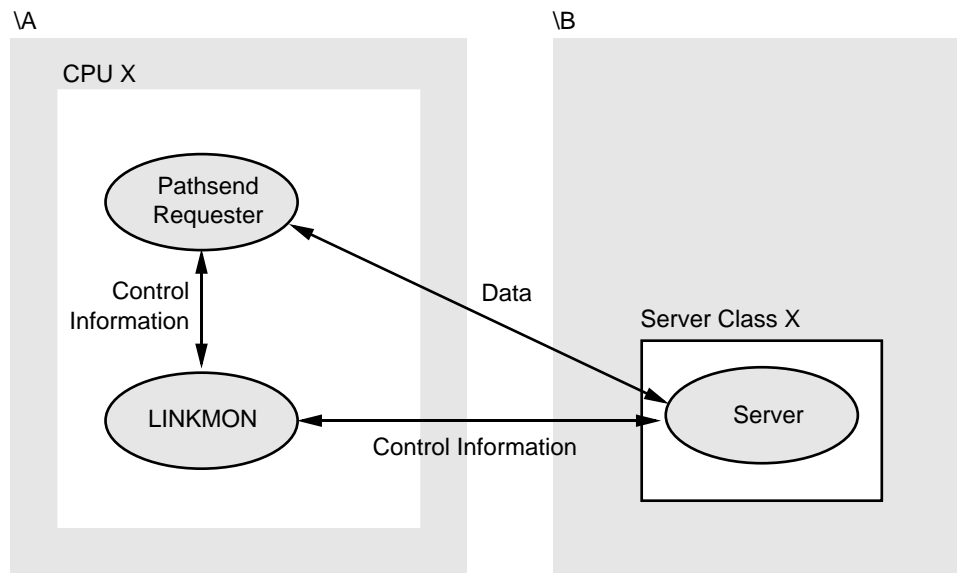 \A
\B
CPU X
Pathsend
Requester
Control
Information
Data
Server Class X
LINKMON
Server
Control Information